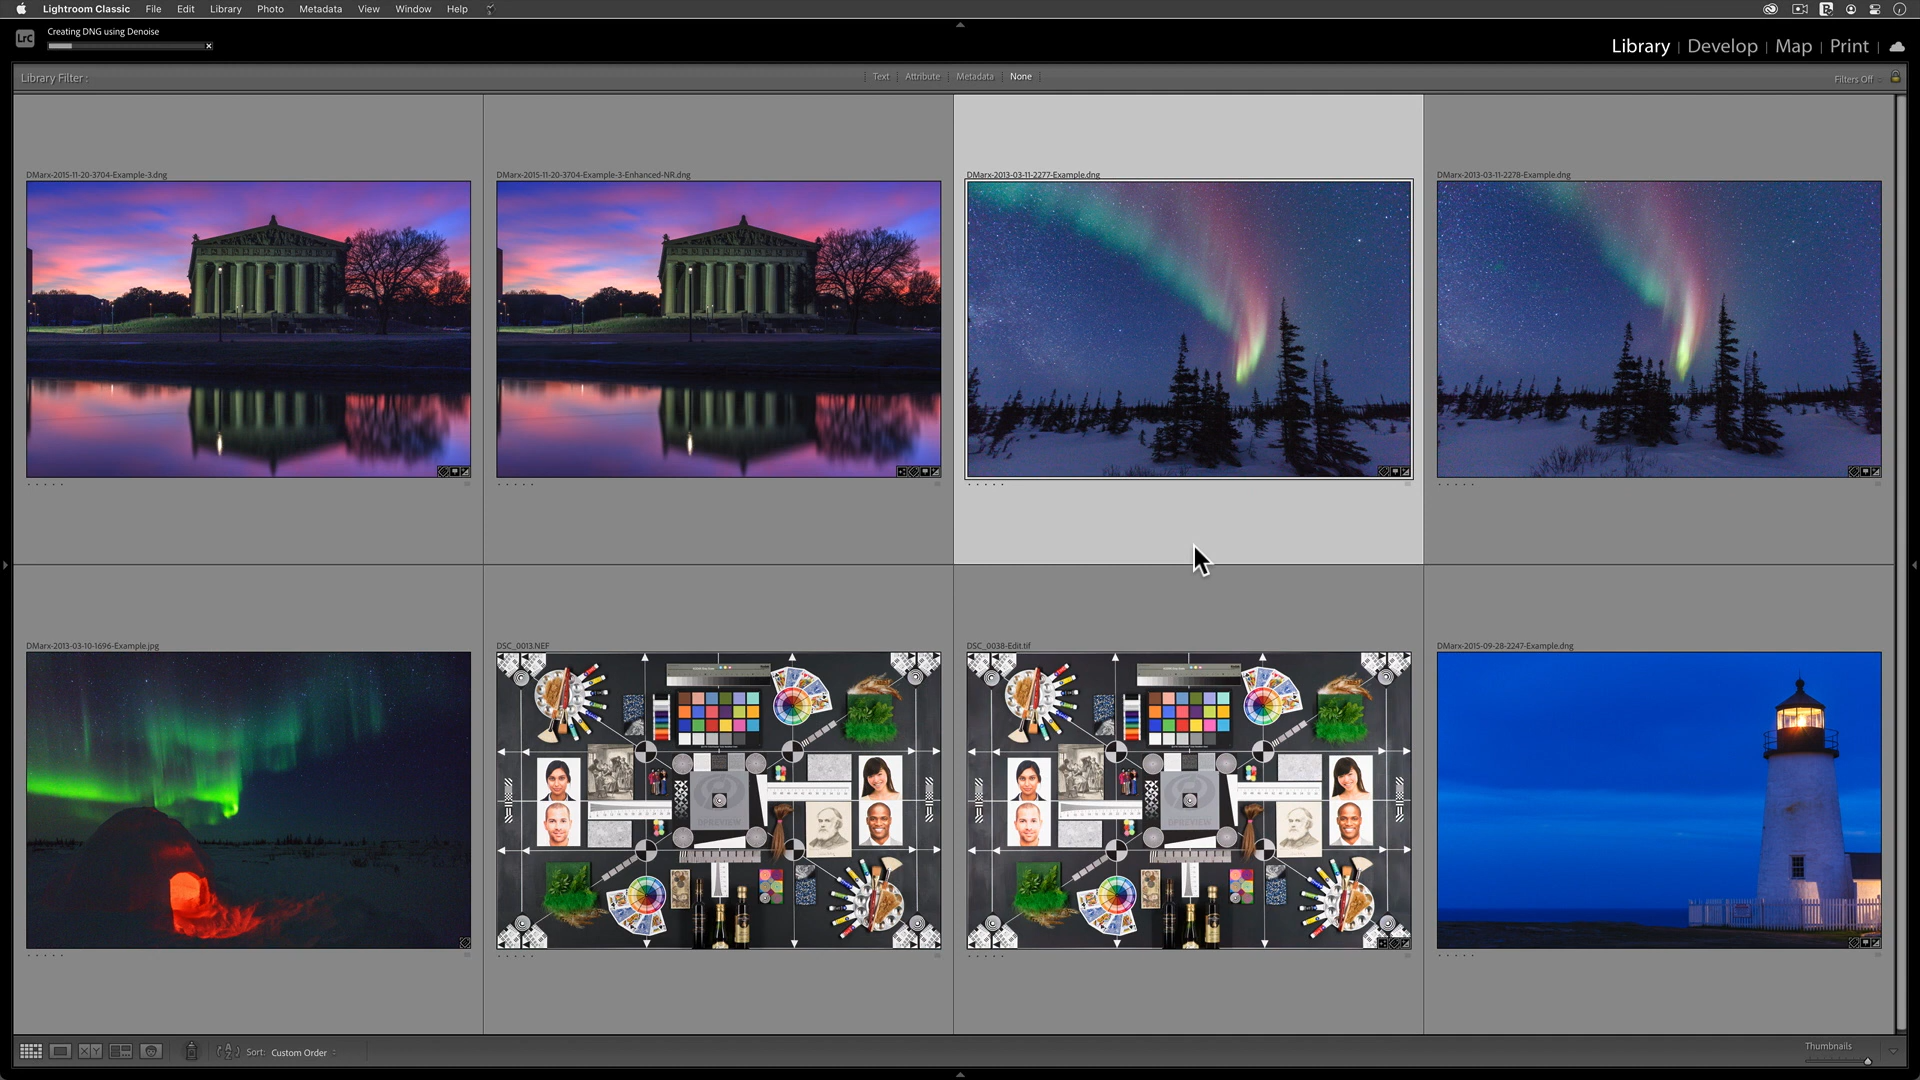 Lightroom Classic File Edit Library Photo Metadata View Window Help
LrC Creating DNG using Denoise
Library | Develop | Map | Print
Library Filter : Text Attribute Metadata None Filters Off
DMarx-2015-11-20-3704-Example-3.dng
DMarx-2015-11-20-3704-Example-3-Enhanced-NR.dng
DMarx-2013-03-11-2277-Example.dng
DMarx-2013-03-11-2278-Example.dng
DMarx-2013-03-10-1696-Example.jpg
DSC_0013.NEF
DSC_0038-Edit.tif
DMarx-2015-09-28-2247-Example.dng
DPREVIEW
DPREVIEW
Sort: Custom Order
Thumbnails